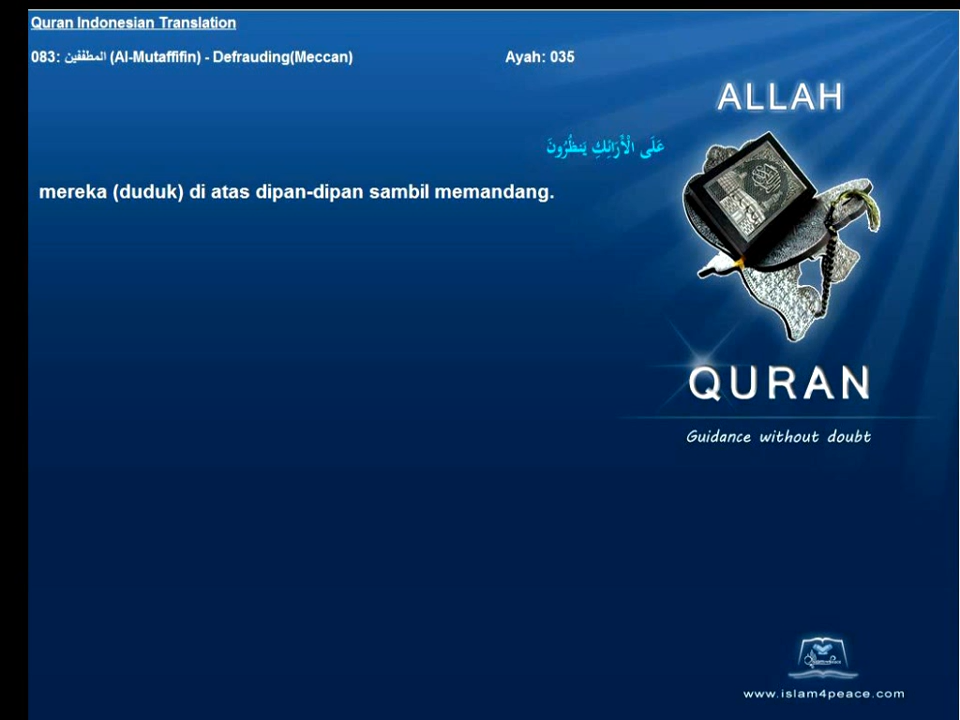 Quran Indonesian Translation
083: المطففين (Al-Mutaffifin) - Defrauding(Meccan) Ayah: 035
ALLAH
عَلَى الْأَرَائِكِ يَنظُرُونَ
mereka (duduk) di atas dipan-dipan sambil memandang.
QURAN
Guidance without doubt
www.islam4peace.com